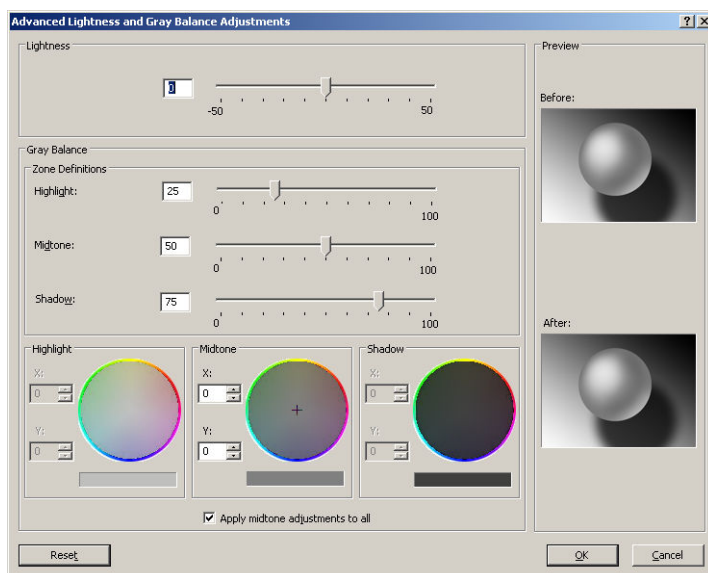 Advanced Lightness and Gray Balance Adjustments
Lightness
0
-50 50
Gray Balance
Zone Definitions
Highlight: 25
0 100
Midtone: 50
0 100
Shadow: 75
0 100
Highlight
X:
0
Y:
0
Midtone
X:
0
Y:
0
Shadow
X:
0
Y:
0
Apply midtone adjustments to all
Preview
Before:
After:
Reset OK Cancel